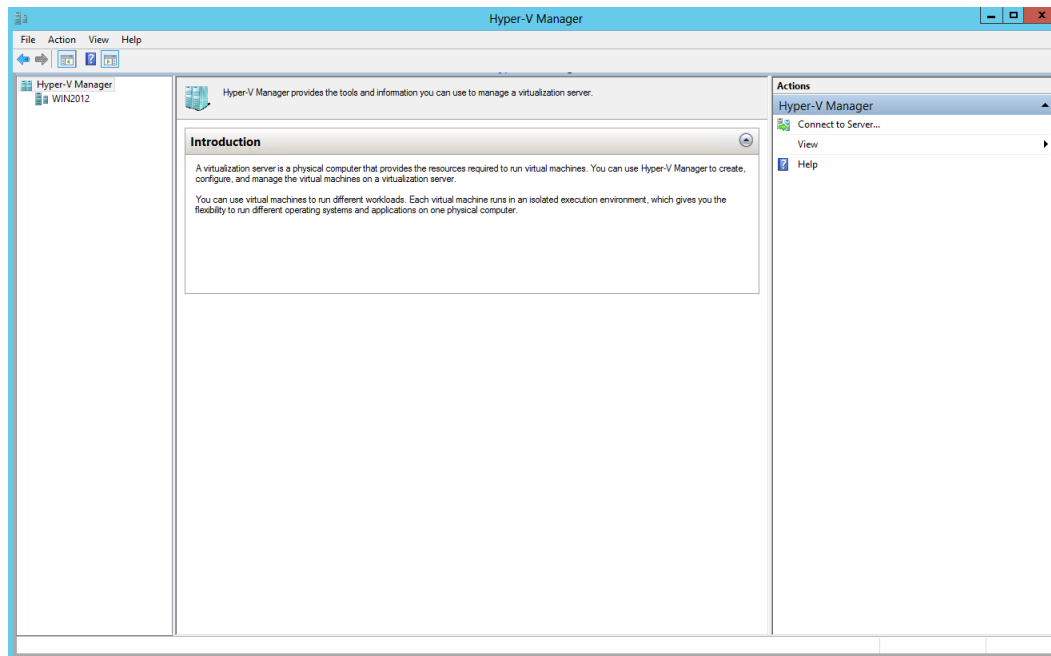 Hyper-V Manager
File Action View Help
Hyper-V Manager
WIN2012
Hyper-V Manager provides the tools and information you can use to manage a virtualization server.
Introduction
A virtualization server is a physical computer that provides the resources required to run virtual machines. You can use Hyper-V Manager to create,
configure, and manage the virtual machines on a virtualization server.
You can use virtual machines to run different workloads. Each virtual machine runs in an isolated execution environment, which gives you the
flexibility to run different operating systems and applications on one physical computer.
Actions
Hyper-V Manager
Connect to Server...
View
Help